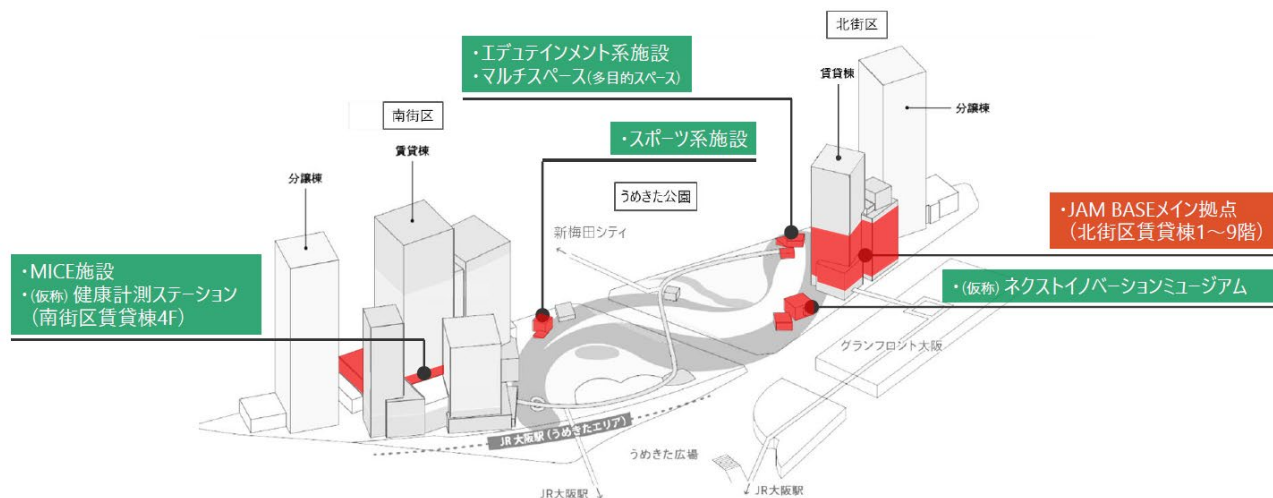 北街区
・エデュテインメント系施設
・マルチスペース(多目的スペース)
賃貸棟
分譲棟
南街区
・スポーツ系施設
賃貸棟
分譲棟
うめきた公園
新梅田シティ
・JAM BASEメイン拠点
（北街区賃貸棟1～9階）
・MICE施設
・(仮称) 健康計測ステーション
（南街区賃貸棟4F）
・(仮称) ネクストイノベーションミュージアム
グランフロント大阪
JR大阪駅(うめきたエリア)
うめきた広場
JR大阪駅
JR大阪駅